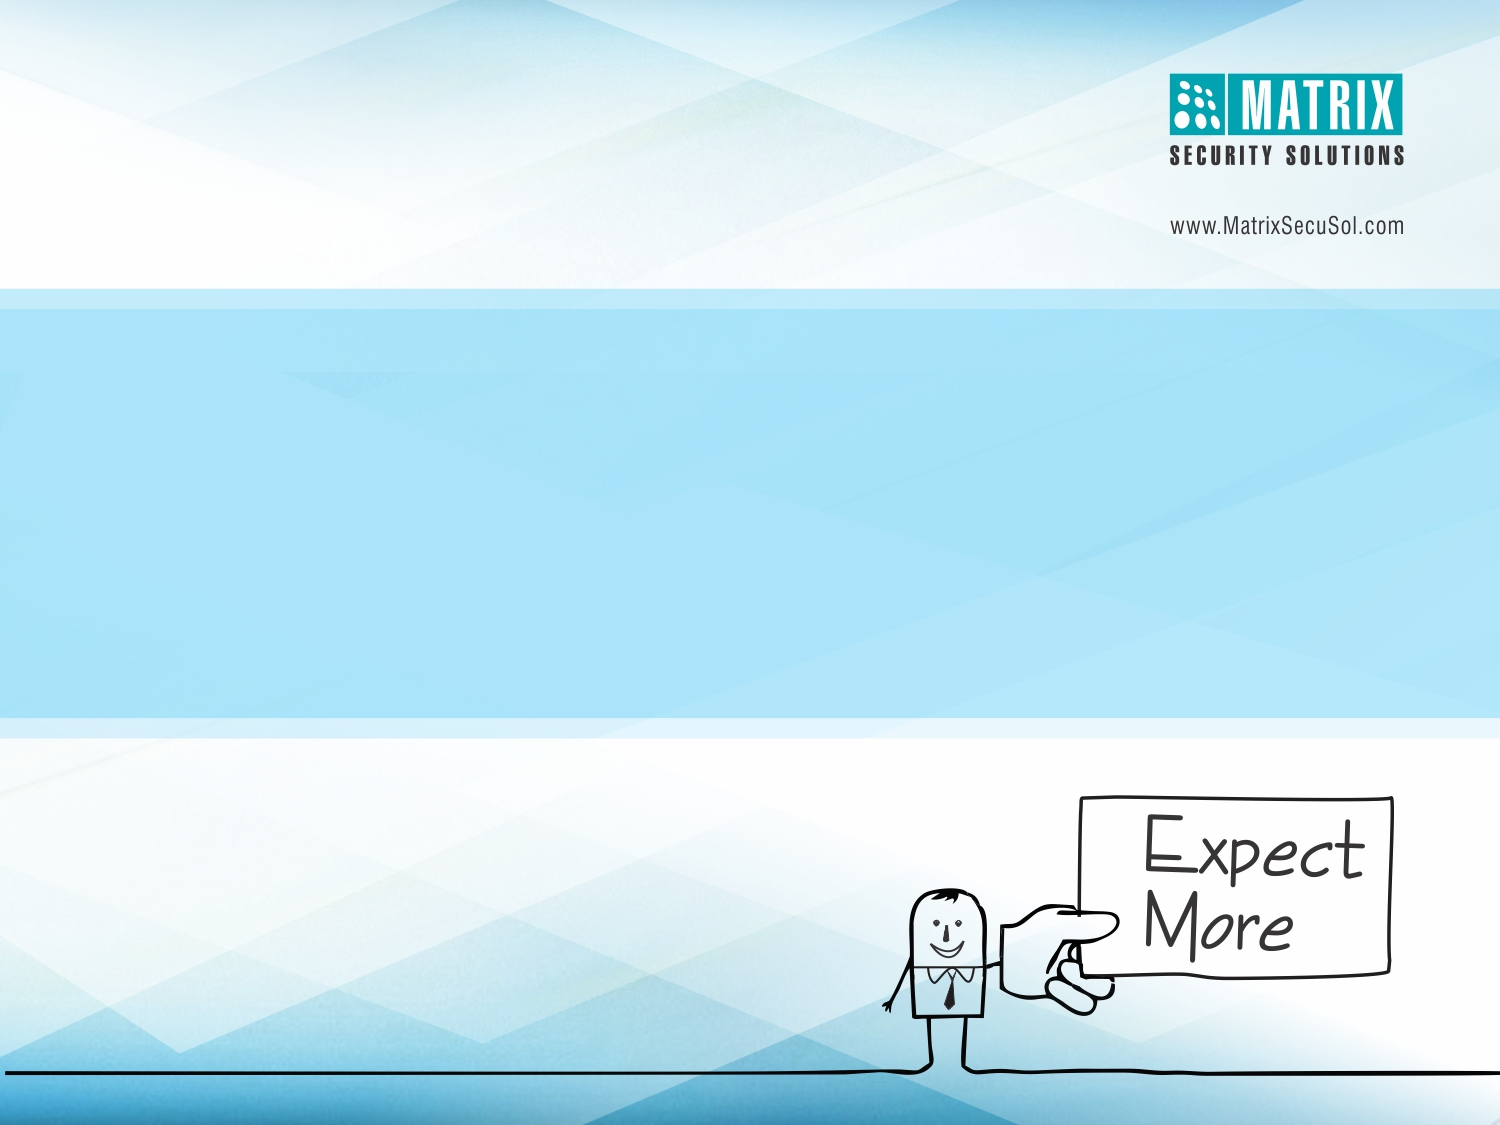 MATRIX
SECURITY SOLUTIONS
www.MatrixSecuSol.com
Expect
More